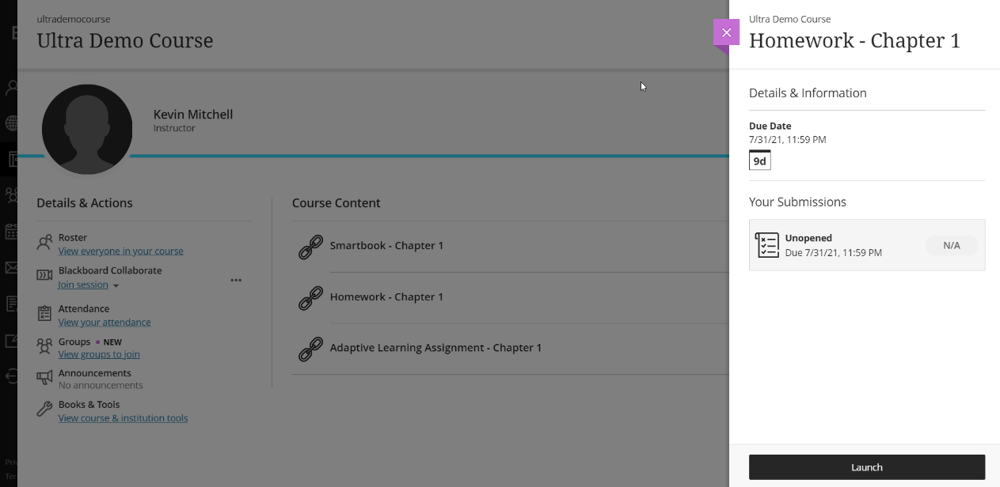 ultrademocourse
Ultra Demo Course
Kevin Mitchell
Instructor
Details & Actions
Roster
View everyone in your course
Blackboard Collaborate
Join session
Attendance
View your attendance
Groups • NEW
View groups to join
Announcements
No announcements
Books & Tools
View course & institution tools
Course Content
Smartbook - Chapter 1
Homework - Chapter 1
Adaptive Learning Assignment - Chapter 1
Ultra Demo Course
Homework - Chapter 1
Details & Information
Due Date
7/31/21, 11:59 PM
9d
Your Submissions
Unopened
Due 7/31/21, 11:59 PM
N/A
Launch